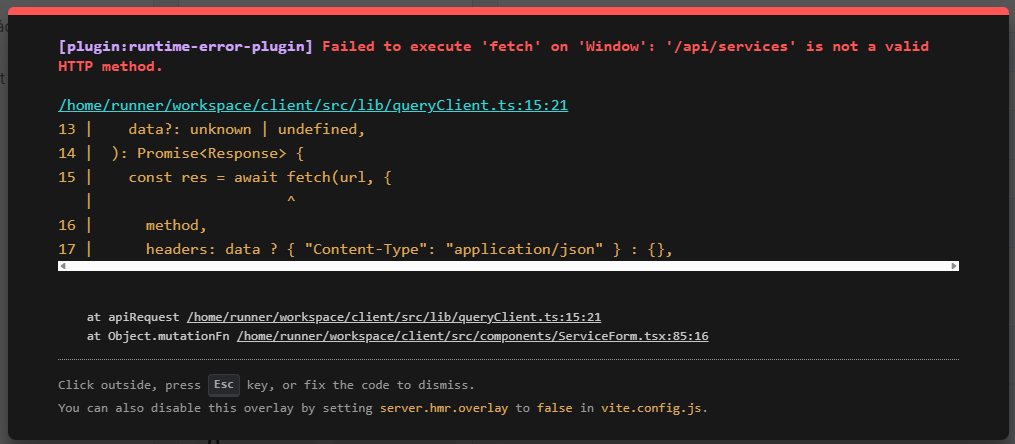 [plugin:runtime-error-plugin] Failed to execute 'fetch' on 'Window': '/api/services' is not a valid
HTTP method.
/home/runner/workspace/client/src/lib/queryClient.ts:15:21
13 |    data?: unknown | undefined,
14 |  ): Promise<Response> {
15 |    const res = await fetch(url, {
   |                       ^
16 |      method,
17 |      headers: data ? { "Content-Type": "application/json" } : {},
at apiRequest /home/runner/workspace/client/src/lib/queryClient.ts:15:21
at Object.mutationFn /home/runner/workspace/client/src/components/ServiceForm.tsx:85:16
Click outside, press Esc key, or fix the code to dismiss.
You can also disable this overlay by setting server.hmr.overlay to false in vite.config.js.